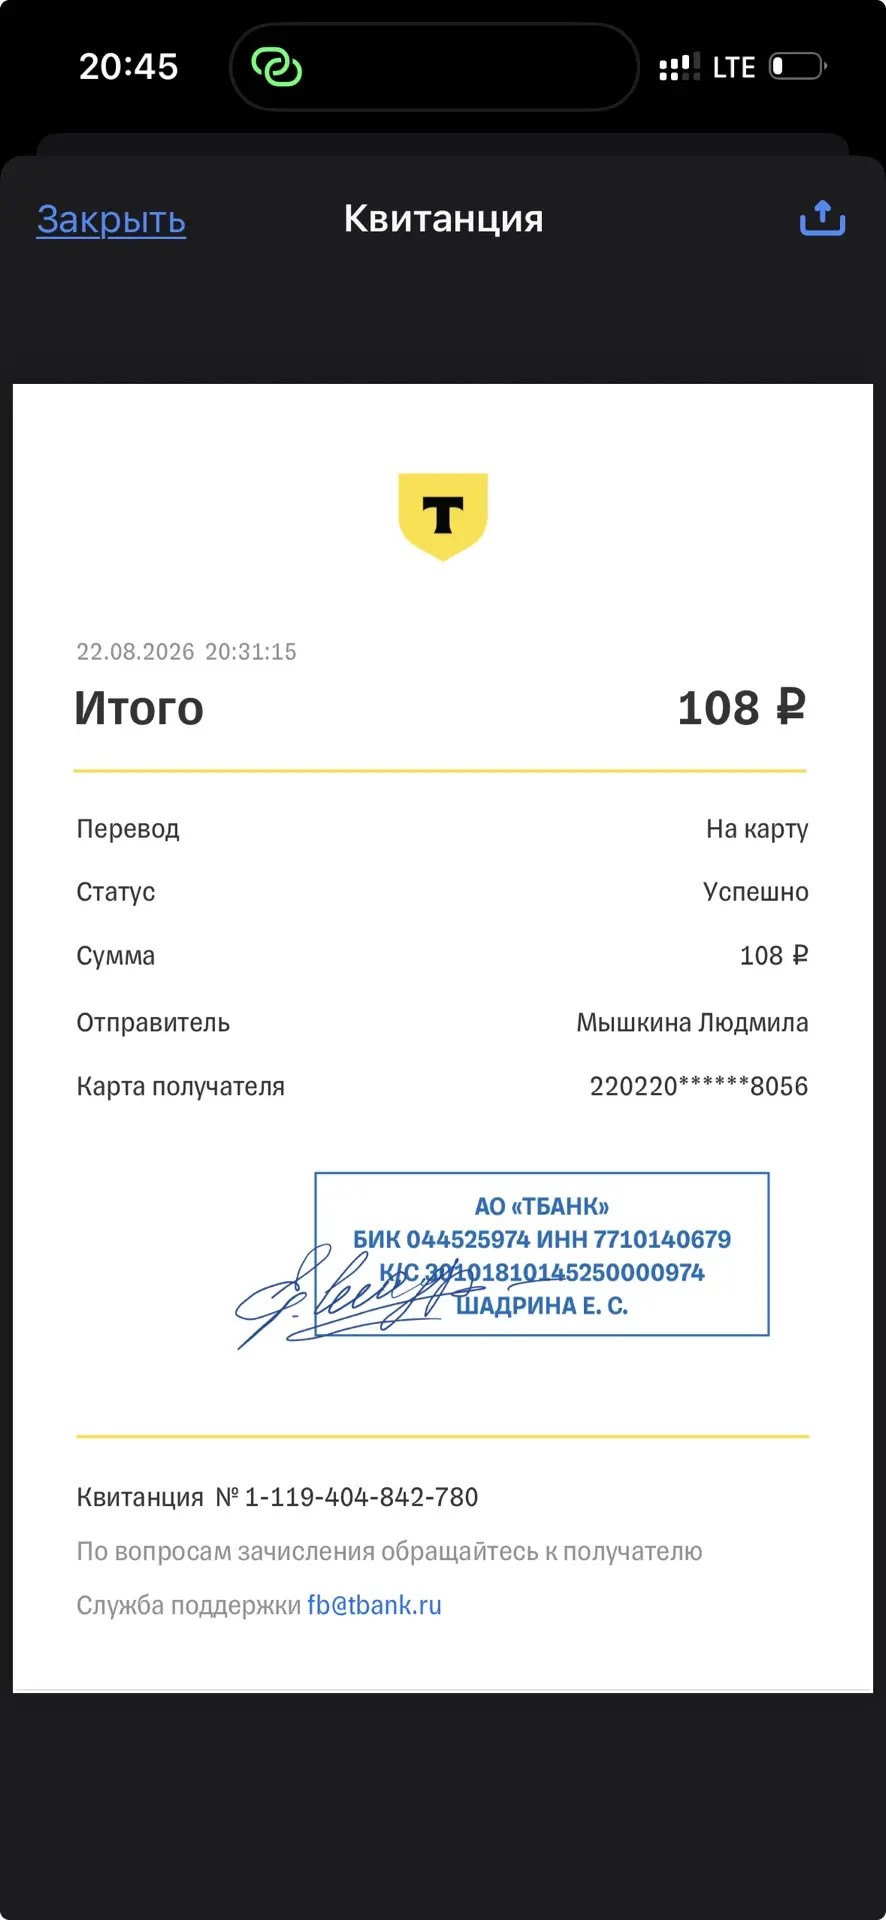 20:45
LTE
Закрыть
Квитанция
Т
22.08.2026 20:31:15
Итого 108 ₽
Перевод На карту
Статус Успешно
Сумма 108 ₽
Отправитель Мышкина Людмила
Карта получателя 220220******8056
АО «ТБАНК»
БИК 044525974 ИНН 7710140679
К/С 30101810145250000974
ШАДРИНА Е. С.
Квитанция № 1-119-404-842-780
По вопросам зачисления обращайтесь к получателю
Служба поддержки fb@tbank.ru